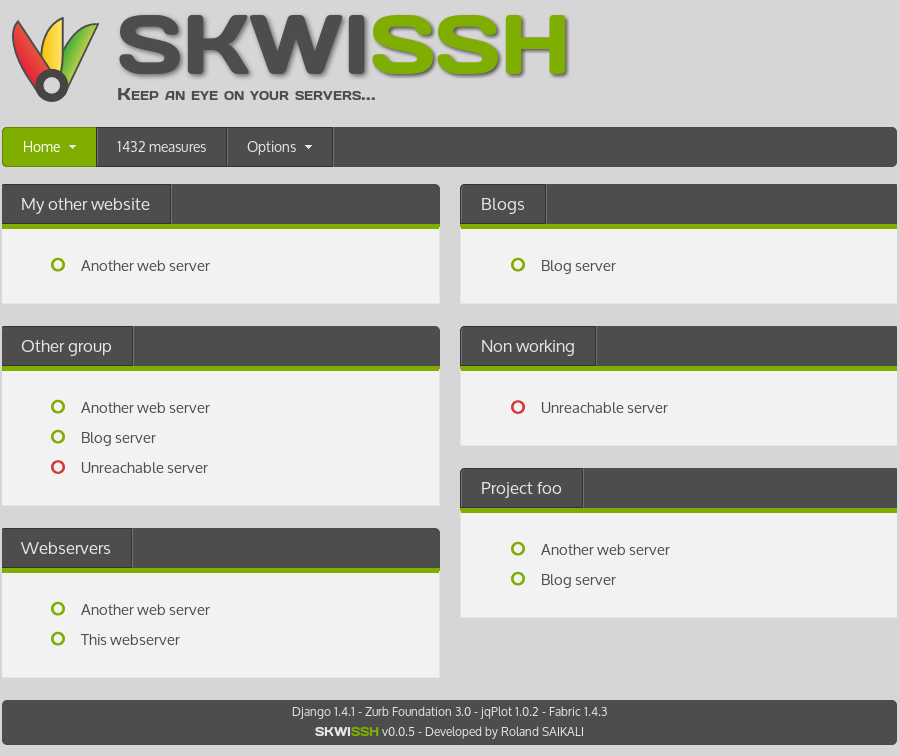 SKWISSH
Keep an eye on your servers...
Home 1432 measures Options
My other website
Another web server
Other group
Another web server
Blog server
Unreachable server
Webservers
Another web server
This webserver
Blogs
Blog server
Non working
Unreachable server
Project foo
Another web server
Blog server
Django 1.4.1 - Zurb Foundation 3.0 - jqPlot 1.0.2 - Fabric 1.4.3
SKWISSH v0.0.5 - Developed by Roland SAIKALI